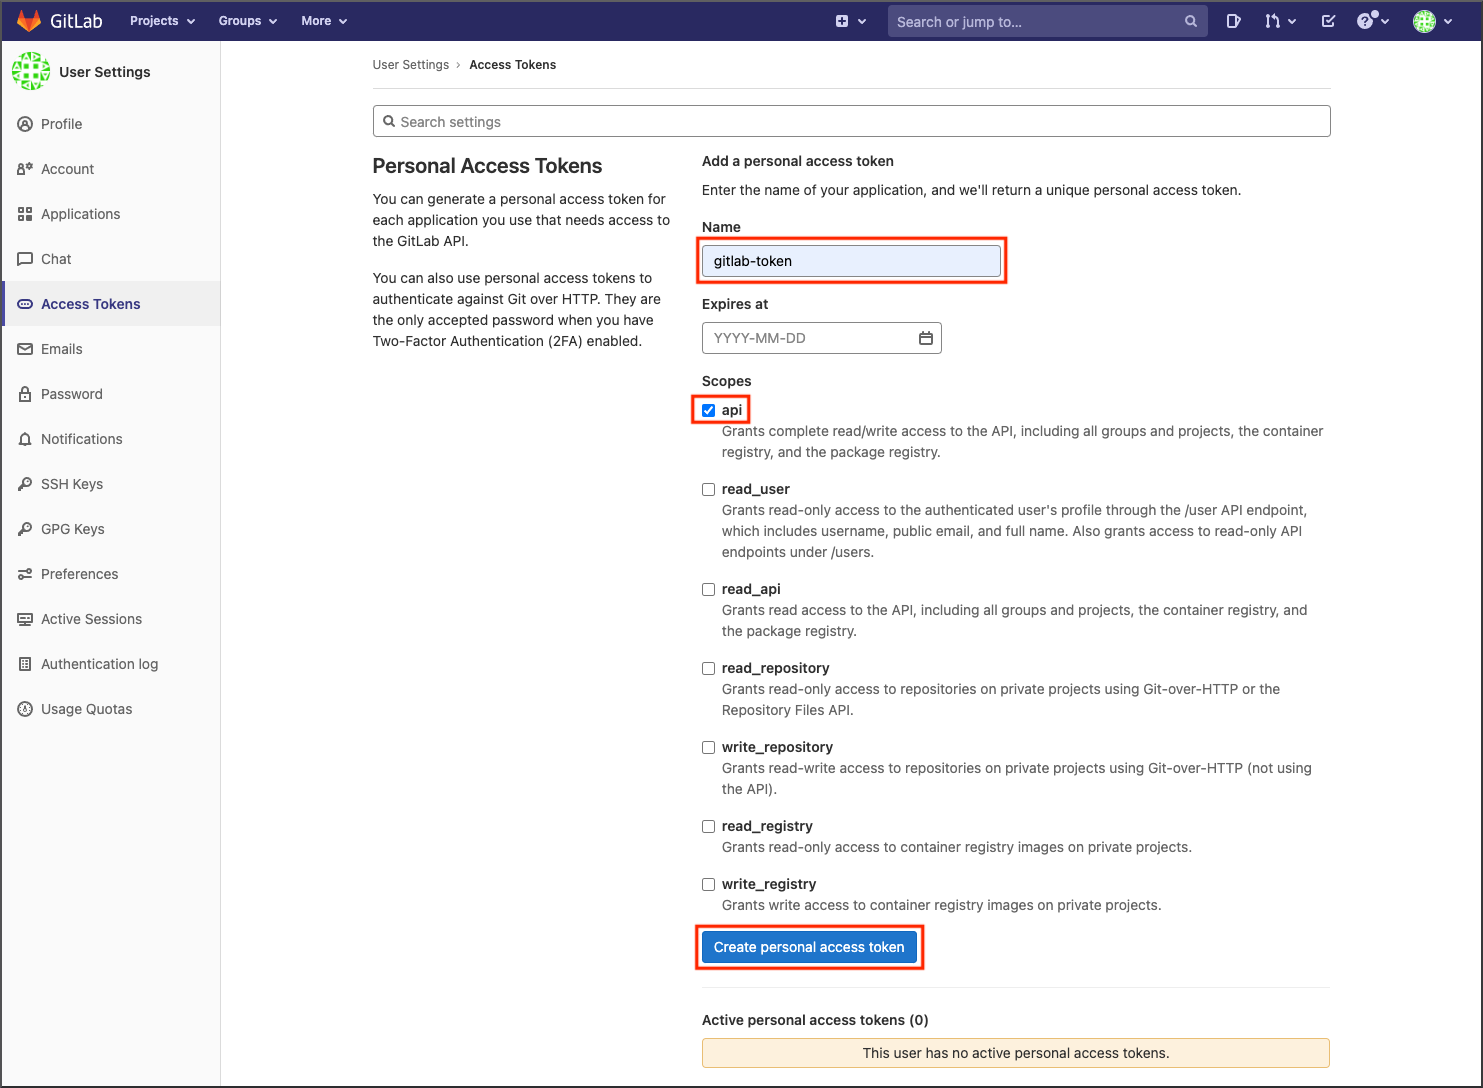 GitLab Projects Groups More Search or jump to...
User Settings
Profile
Account
Applications
Chat
Access Tokens
Emails
Password
Notifications
SSH Keys
GPG Keys
Preferences
Active Sessions
Authentication log
Usage Quotas
User Settings › Access Tokens
Search settings
Personal Access Tokens
You can generate a personal access token for
each application you use that needs access to
the GitLab API.
You can also use personal access tokens to
authenticate against Git over HTTP. They are
the only accepted password when you have
Two-Factor Authentication (2FA) enabled.
Add a personal access token
Enter the name of your application, and we'll return a unique personal access token.
Name
gitlab-token
Expires at
YYYY-MM-DD
Scopes
api
Grants complete read/write access to the API, including all groups and projects, the container
registry, and the package registry.
read_user
Grants read-only access to the authenticated user's profile through the /user API endpoint,
which includes username, public email, and full name. Also grants access to read-only API
endpoints under /users.
read_api
Grants read access to the API, including all groups and projects, the container registry, and
the package registry.
read_repository
Grants read-only access to repositories on private projects using Git-over-HTTP or the
Repository Files API.
write_repository
Grants read-write access to repositories on private projects using Git-over-HTTP (not using
the API).
read_registry
Grants read-only access to container registry images on private projects.
write_registry
Grants write access to container registry images on private projects.
Create personal access token
Active personal access tokens (0)
This user has no active personal access tokens.